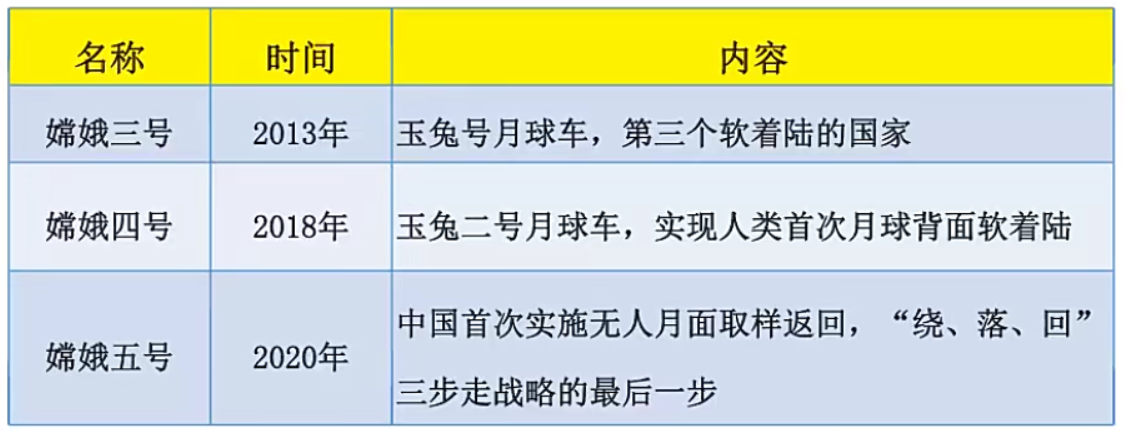 名称 时间 内容
嫦娥三号 2013年 玉兔号月球车，第三个软着陆的国家
嫦娥四号 2018年 玉兔二号月球车，实现人类首次月球背面软着陆
嫦娥五号 2020年 中国首次实施无人月面取样返回，“绕、落、回”
三步走战略的最后一步